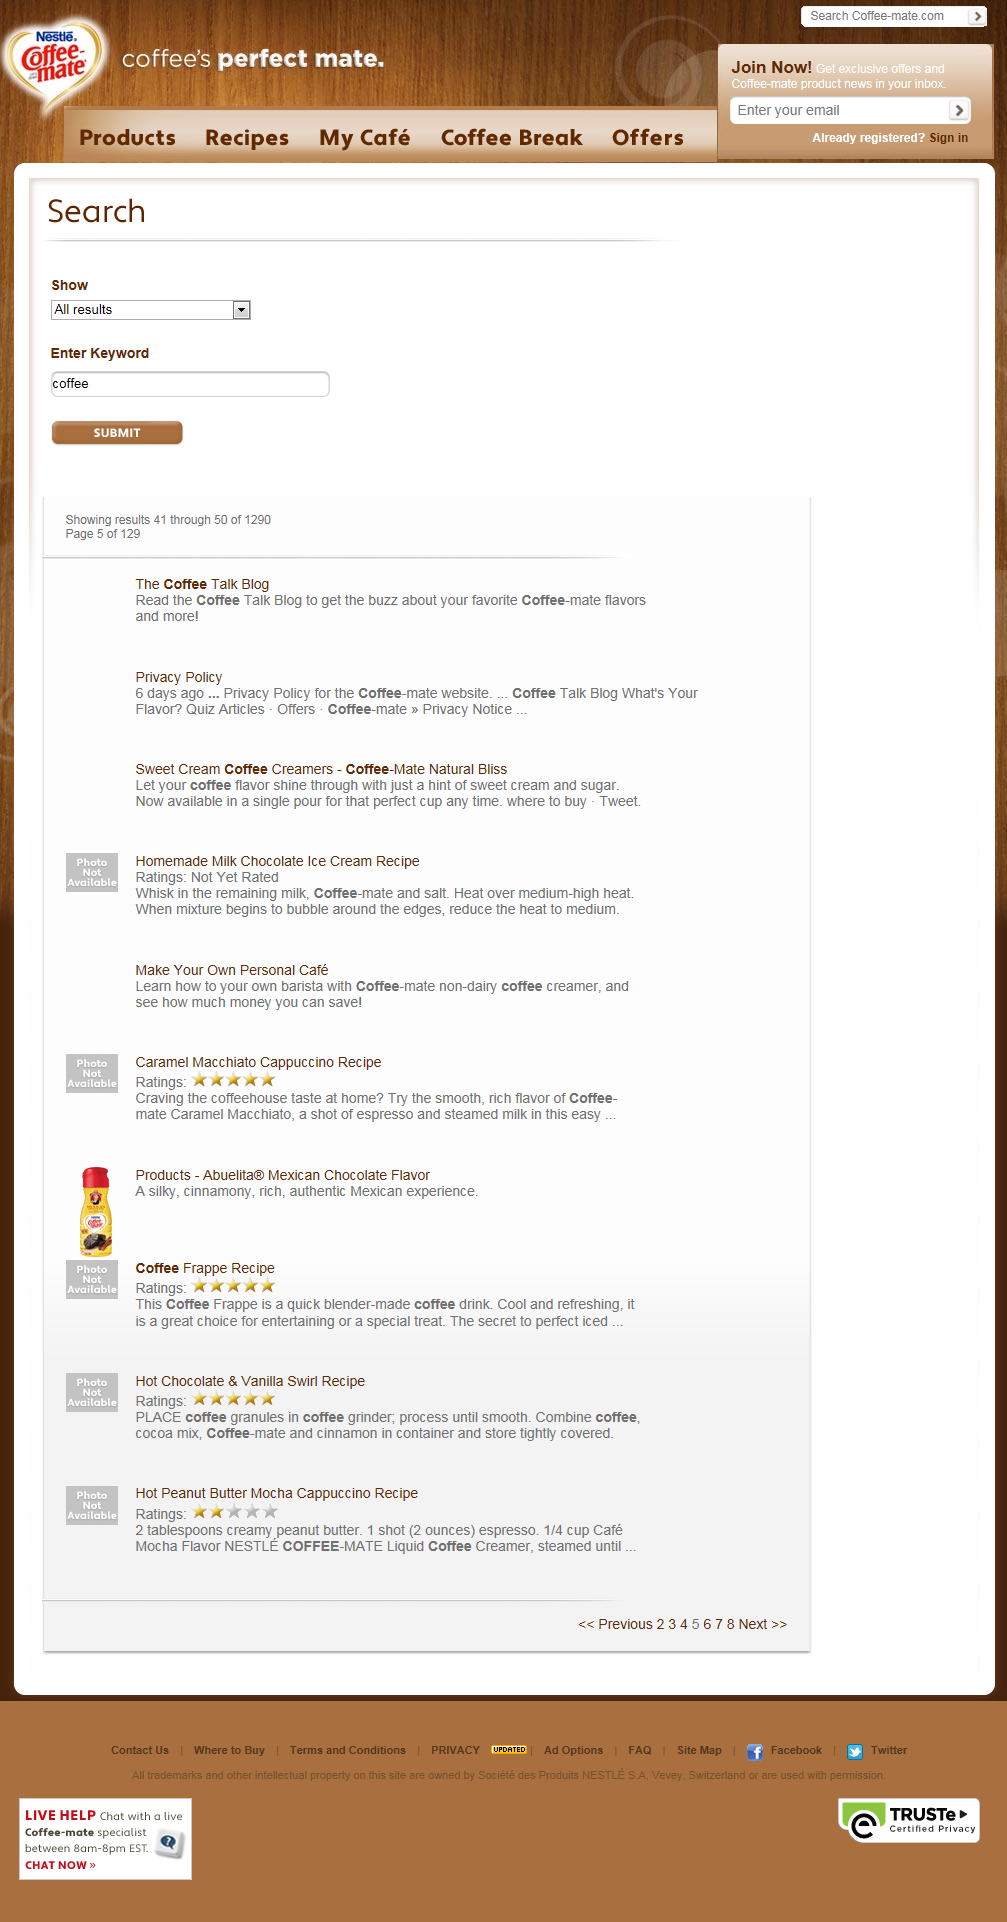 Nestlé
Coffee-
mate
coffee's perfect mate.
Search Coffee-mate.com
Join Now! Get exclusive offers and
Coffee-mate product news in your inbox.
Enter your email
Already registered? Sign in
Products Recipes My Café Coffee Break Offers
Search
Show
All results
Enter Keyword
coffee
SUBMIT
Showing results 41 through 50 of 1290
Page 5 of 129
The Coffee Talk Blog
Read the Coffee Talk Blog to get the buzz about your favorite Coffee-mate flavors
and more!
Privacy Policy
6 days ago ... Privacy Policy for the Coffee-mate website. ... Coffee Talk Blog What's Your
Flavor? Quiz Articles · Offers · Coffee-mate » Privacy Notice ...
Sweet Cream Coffee Creamers - Coffee-Mate Natural Bliss
Let your coffee flavor shine through with just a hint of sweet cream and sugar.
Now available in a single pour for that perfect cup any time. where to buy · Tweet.
Photo
Not
Available
Homemade Milk Chocolate Ice Cream Recipe
Ratings: Not Yet Rated
Whisk in the remaining milk, Coffee-mate and salt. Heat over medium-high heat.
When mixture begins to bubble around the edges, reduce the heat to medium.
Make Your Own Personal Café
Learn how to your own barista with Coffee-mate non-dairy coffee creamer, and
see how much money you can save!
Photo
Not
Available
Caramel Macchiato Cappuccino Recipe
Ratings:
Craving the coffeehouse taste at home? Try the smooth, rich flavor of Coffee-
mate Caramel Macchiato, a shot of espresso and steamed milk in this easy ...
Products - Abuelita® Mexican Chocolate Flavor
A silky, cinnamony, rich, authentic Mexican experience.
Photo
Not
Available
Coffee Frappe Recipe
Ratings:
This Coffee Frappe is a quick blender-made coffee drink. Cool and refreshing, it
is a great choice for entertaining or a special treat. The secret to perfect iced ...
Photo
Not
Available
Hot Chocolate & Vanilla Swirl Recipe
Ratings:
PLACE coffee granules in coffee grinder; process until smooth. Combine coffee,
cocoa mix, Coffee-mate and cinnamon in container and store tightly covered.
Photo
Not
Available
Hot Peanut Butter Mocha Cappuccino Recipe
Ratings:
2 tablespoons creamy peanut butter. 1 shot (2 ounces) espresso. 1/4 cup Café
Mocha Flavor NESTLÉ COFFEE-MATE Liquid Coffee Creamer, steamed until ...
<< Previous 2 3 4 5 6 7 8 Next >>
Contact Us | Where to Buy | Terms and Conditions | PRIVACY UPDATED | Ad Options | FAQ | Site Map | Facebook | Twitter
All trademarks and other intellectual property on this site are owned by Société des Produits NESTLÉ S.A, Vevey, Switzerland or are used with permission.
LIVE HELP Chat with a live
Coffee-mate specialist
between 8am-8pm EST.
CHAT NOW »
TRUSTe
Certified Privacy